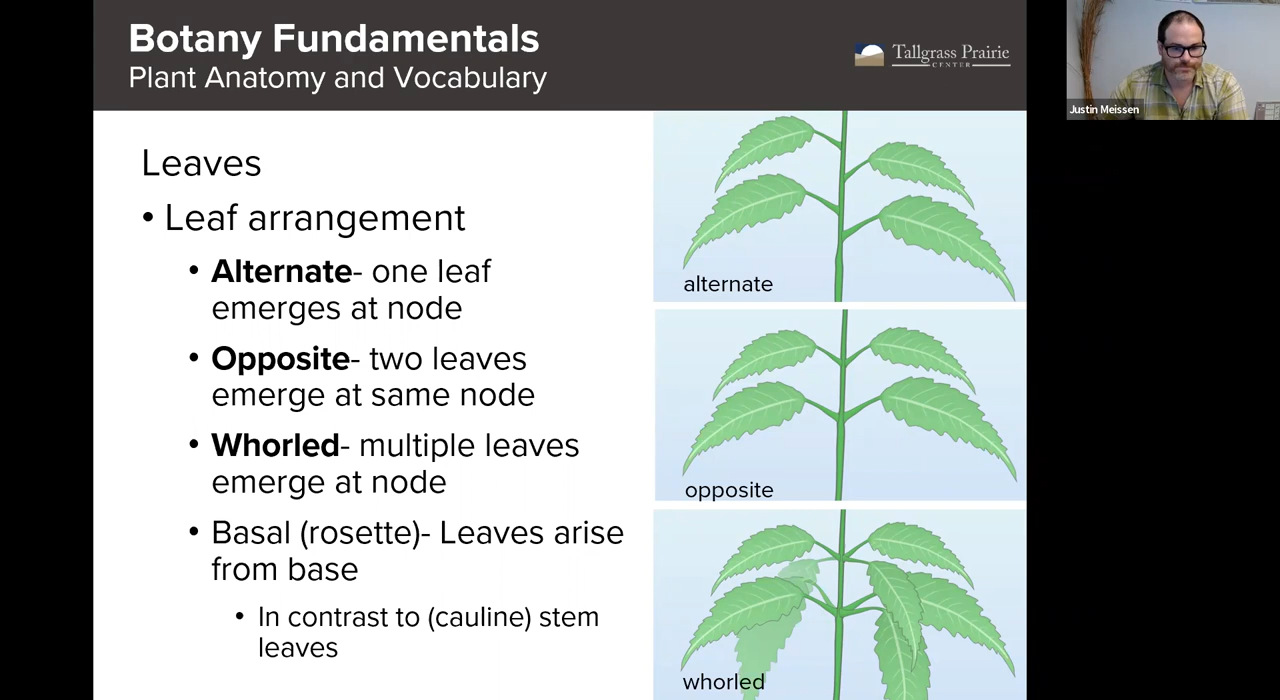 Botany Fundamentals
Plant Anatomy and Vocabulary
Tallgrass Prairie
CENTER
Justin Meissen
Leaves
• Leaf arrangement
• Alternate- one leaf
emerges at node
• Opposite- two leaves
emerge at same node
• Whorled- multiple leaves
emerge at node
• Basal (rosette)- Leaves arise
from base
• In contrast to (cauline) stem
leaves
alternate
opposite
whorled